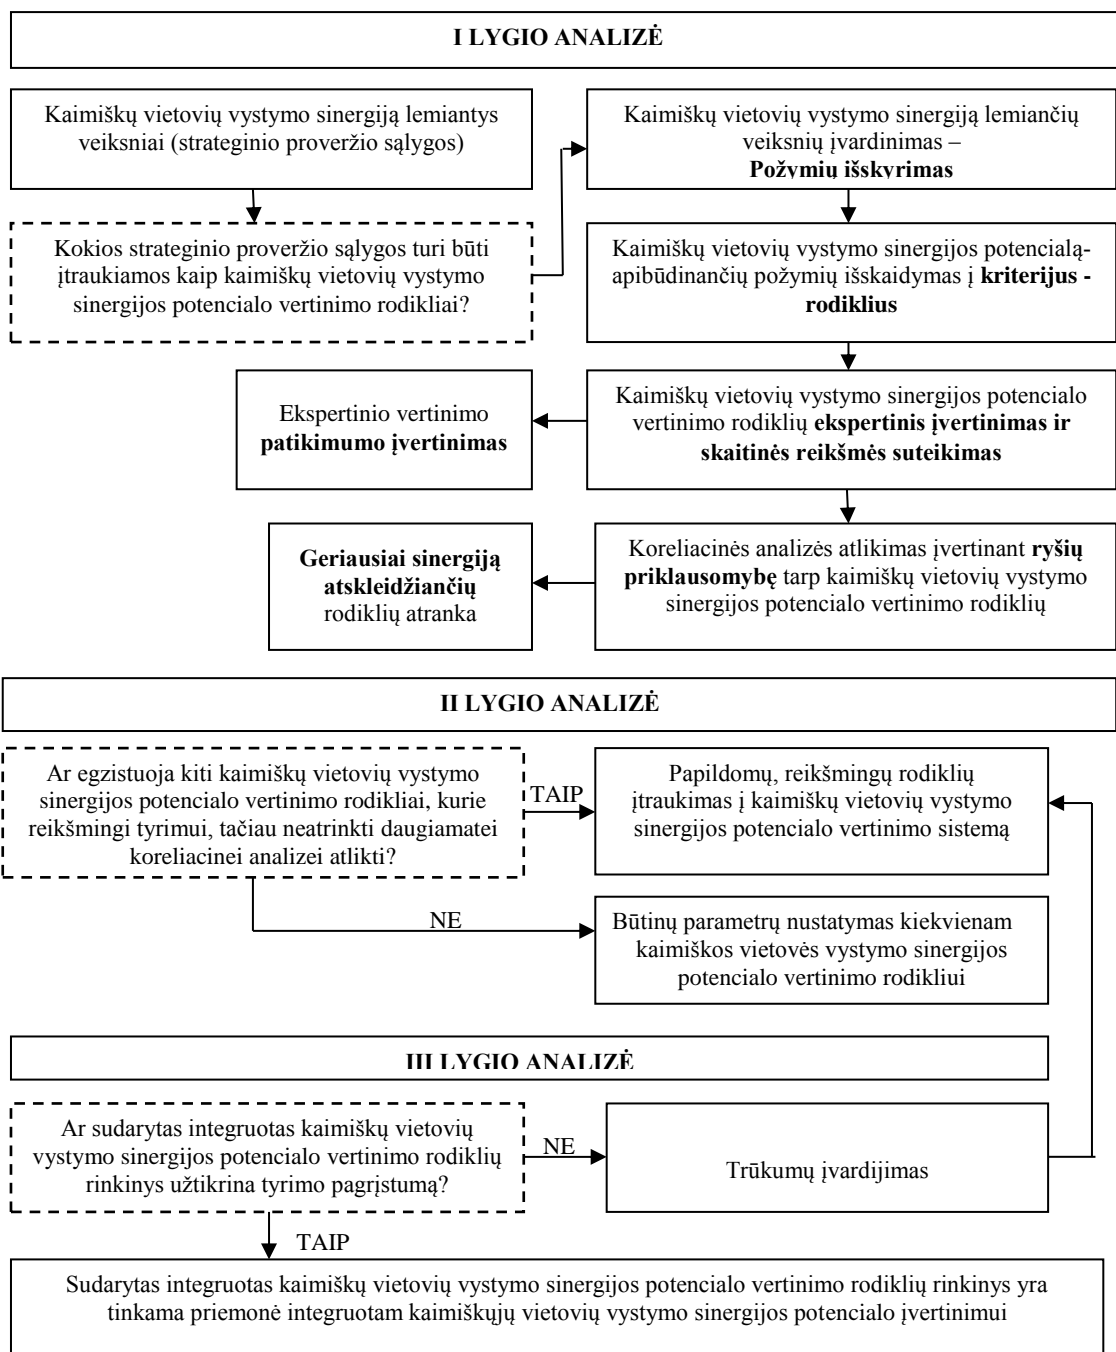 I LYGIO ANALIZĖ
Kaimiškų vietovių vystymo sinergiją lemiantys
veiksniai (strateginio proveržio sąlygos)
Kaimiškų vietovių vystymo sinergiją lemiančių
veiksnių įvardinimas –
Požymių išskyrimas
Kokios strateginio proveržio sąlygos turi būti
įtraukiamos kaip kaimiškų vietovių vystymo
sinergijos potencialo vertinimo rodikliai?
Kaimiškų vietovių vystymo sinergijos potencialą-
apibūdinančių požymių išskaidymas į kriterijus -
rodiklius
Kaimiškų vietovių vystymo sinergijos potencialo
vertinimo rodiklių ekspertinis įvertinimas ir
skaitinės reikšmės suteikimas
Ekspertinio vertinimo
patikimumo įvertinimas
Koreliacinės analizės atlikimas įvertinant ryšių
priklausomybę tarp kaimiškų vietovių vystymo
sinergijos potencialo vertinimo rodiklių
Geriausiai sinergiją
atskleidžiančių
rodiklių atranka
II LYGIO ANALIZĖ
Ar egzistuoja kiti kaimiškų vietovių vystymo
sinergijos potencialo vertinimo rodikliai, kurie
reikšmingi tyrimui, tačiau neatrinkti daugiamatei
koreliacinei analizei atlikti?
TAIP
Papildomų, reikšmingų rodiklių
įtraukimas į kaimiškų vietovių vystymo
sinergijos potencialo vertinimo sistemą
NE
Būtinų parametrų nustatymas kiekvienam
kaimiškos vietovės vystymo sinergijos
potencialo vertinimo rodikliui
III LYGIO ANALIZĖ
Ar sudarytas integruotas kaimiškų vietovių
vystymo sinergijos potencialo vertinimo rodiklių
rinkinys užtikrina tyrimo pagrįstumą?
NE
Trūkumų įvardijimas
TAIP
Sudarytas integruotas kaimiškų vietovių vystymo sinergijos potencialo vertinimo rodiklių rinkinys yra
tinkama priemonė integruotam kaimiškųjų vietovių vystymo sinergijos potencialo įvertinimui